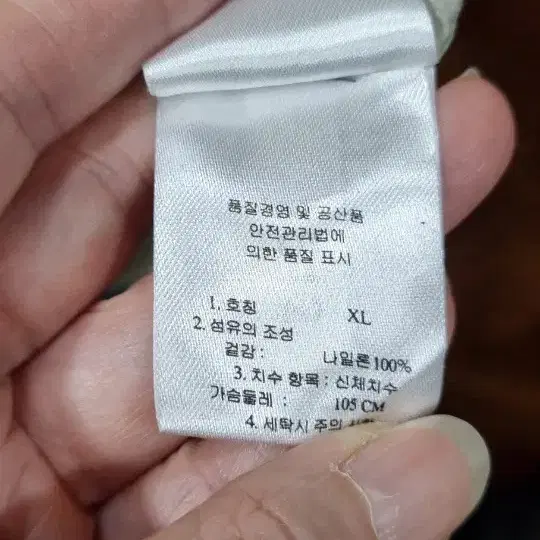 품질경영 및 공산품
안전관리법에
의한 품질 표시
1. 호칭 XL
2. 섬유의 조성
겉감 : 나일론 100%
3. 치수 항목 : 신체치수
가슴둘레 : 105 CM
4. 세탁시 주의